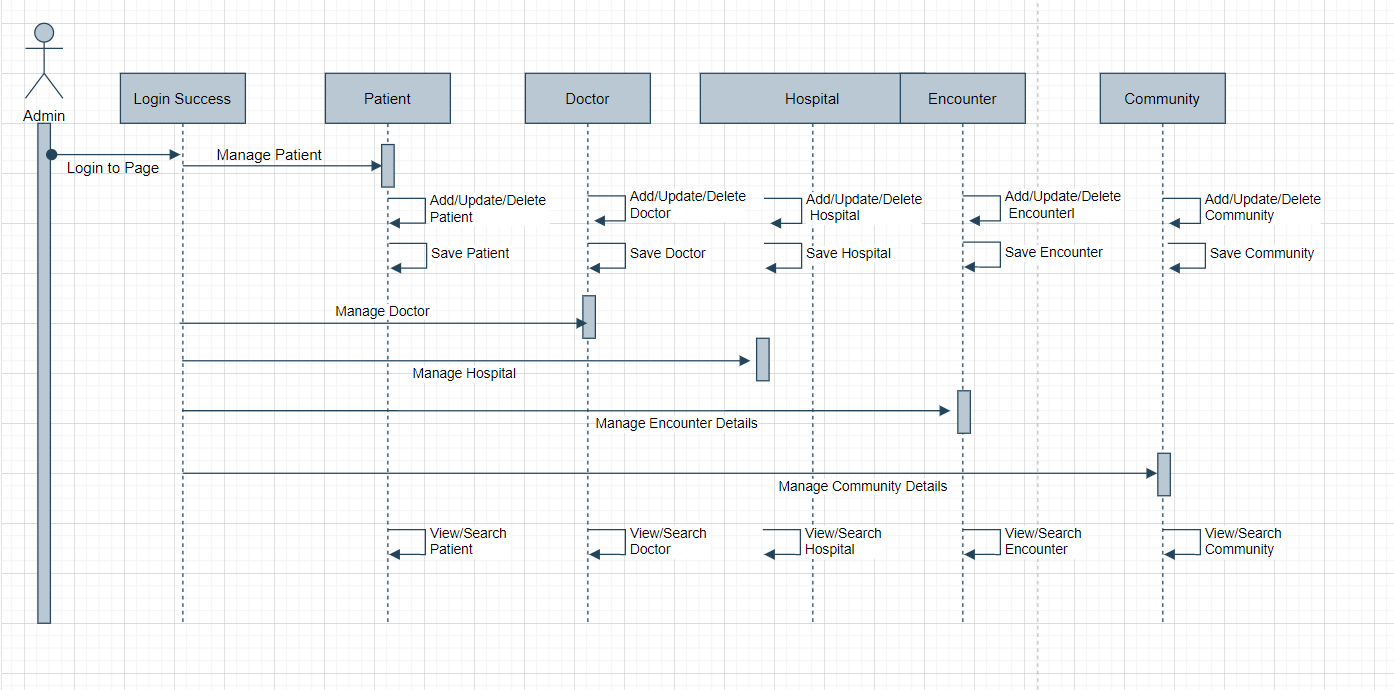 Admin
Login Success
Patient
Doctor
Hospital
Encounter
Community
Login to Page
Manage Patient
Add/Update/Delete
Patient
Add/Update/Delete
Doctor
Add/Update/Delete
Hospital
Add/Update/Delete
Encounterl
Add/Update/Delete
Community
Save Patient
Save Doctor
Save Hospital
Save Encounter
Save Community
Manage Doctor
Manage Hospital
Manage Encounter Details
Manage Community Details
View/Search
Patient
View/Search
Doctor
View/Search
Hospital
View/Search
Encounter
View/Search
Community